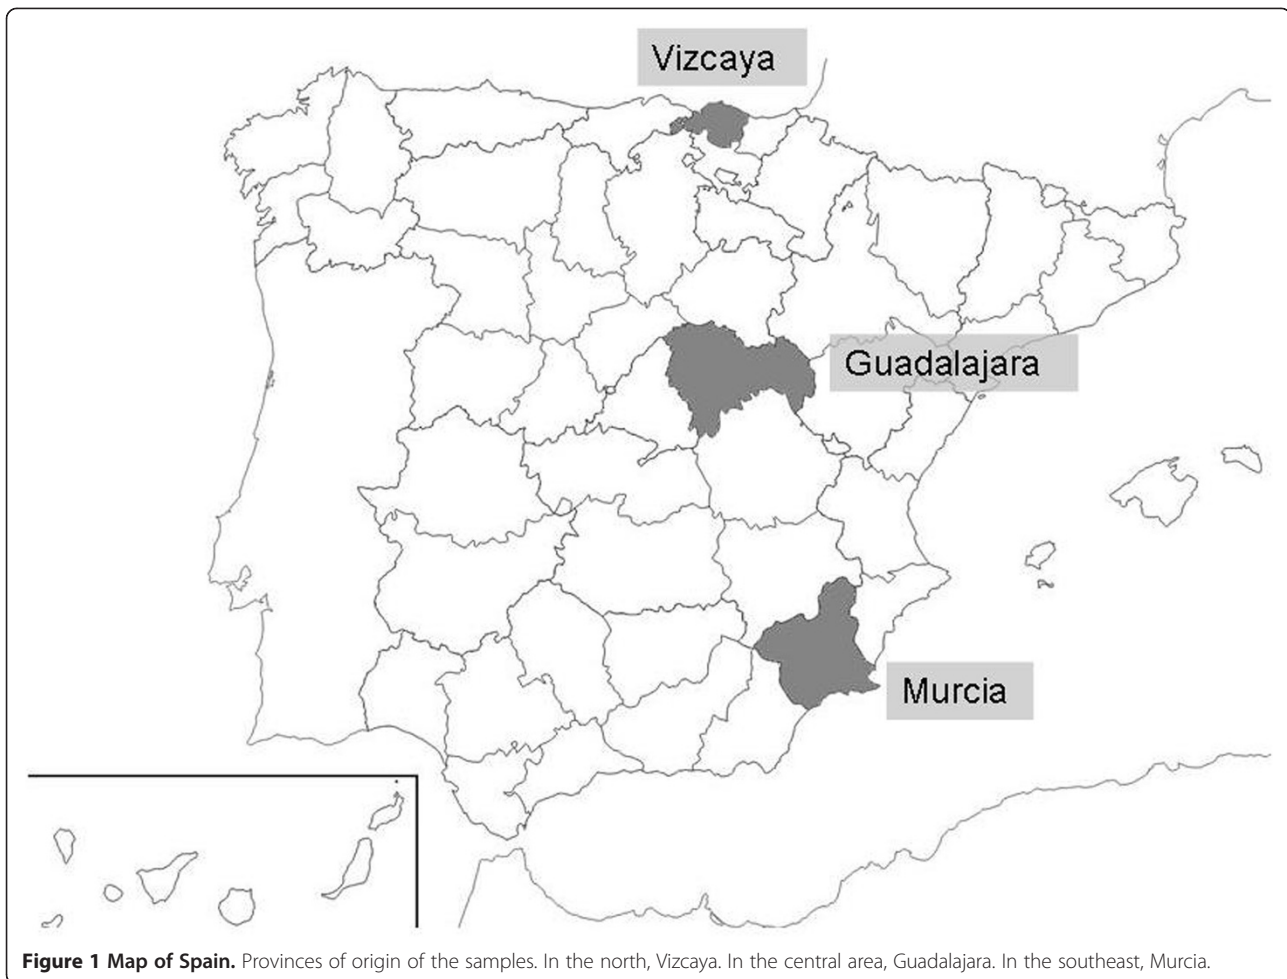 Vizcaya
Guadalajara
Murcia
Figure 1 Map of Spain. Provinces of origin of the samples. In the north, Vizcaya. In the central area, Guadalajara. In the southeast, Murcia.